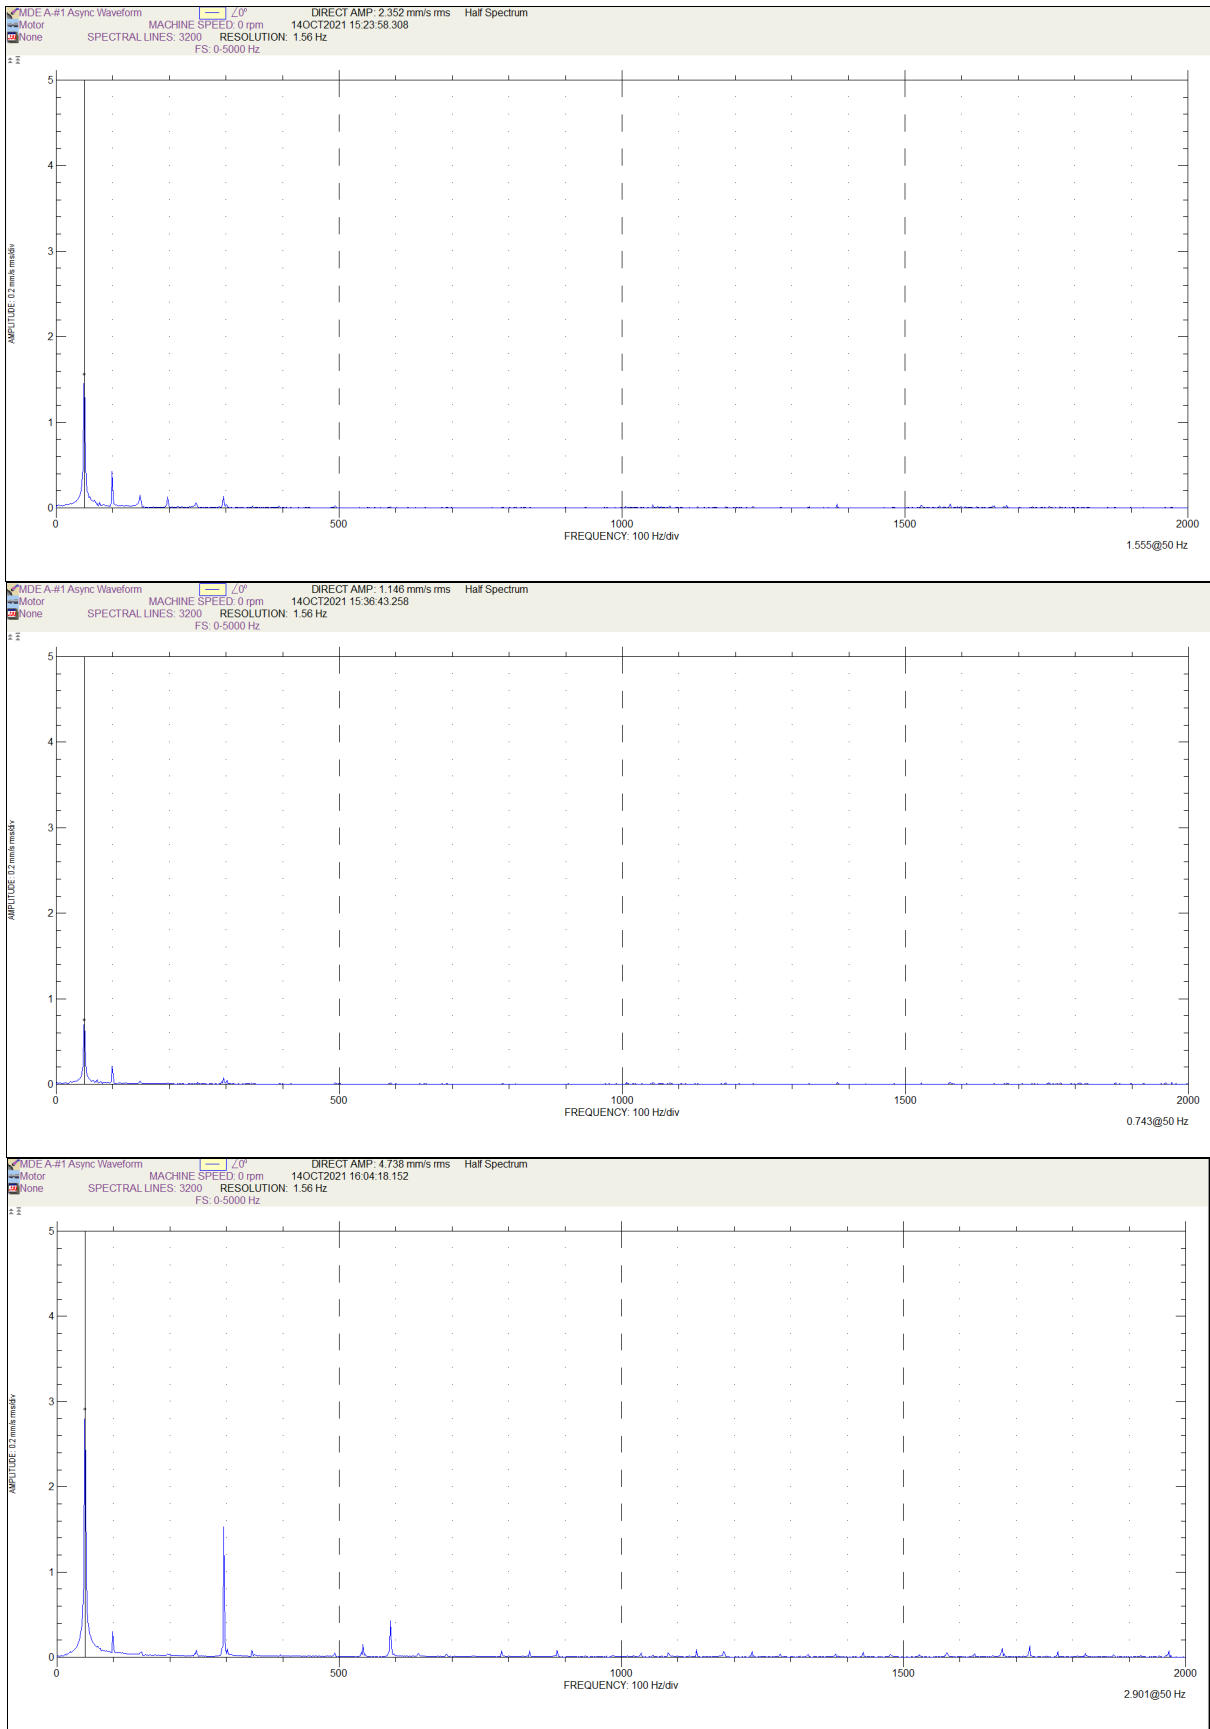 MDE A-#1 Async Waveform ∠0° DIRECT AMP: 2.352 mm/s rms Half Spectrum
Motor MACHINE SPEED: 0 rpm 14OCT2021 15:23:58.308
None SPECTRAL LINES: 3200 RESOLUTION: 1.56 Hz
FS: 0-5000 Hz
5
4
3
2
1
0
AMPLITUDE: 0.2 mm/s rms/div
0 500 1000 1500 2000
FREQUENCY: 100 Hz/div
1.555@50 Hz
MDE A-#1 Async Waveform ∠0° DIRECT AMP: 1.146 mm/s rms Half Spectrum
Motor MACHINE SPEED: 0 rpm 14OCT2021 15:36:43.258
None SPECTRAL LINES: 3200 RESOLUTION: 1.56 Hz
FS: 0-5000 Hz
5
4
3
2
1
0
AMPLITUDE: 0.2 mm/s rms/div
0 500 1000 1500 2000
FREQUENCY: 100 Hz/div
0.743@50 Hz
MDE A-#1 Async Waveform ∠0° DIRECT AMP: 4.738 mm/s rms Half Spectrum
Motor MACHINE SPEED: 0 rpm 14OCT2021 16:04:18.152
None SPECTRAL LINES: 3200 RESOLUTION: 1.56 Hz
FS: 0-5000 Hz
5
4
3
2
1
0
AMPLITUDE: 0.2 mm/s rms/div
0 500 1000 1500 2000
FREQUENCY: 100 Hz/div
2.901@50 Hz